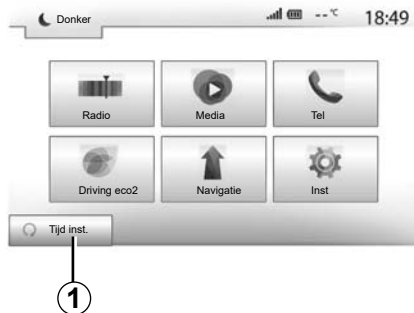 Donker
--°C
18:49
Radio
Media
Tel
Driving eco2
Navigatie
Inst
Tijd inst.
1